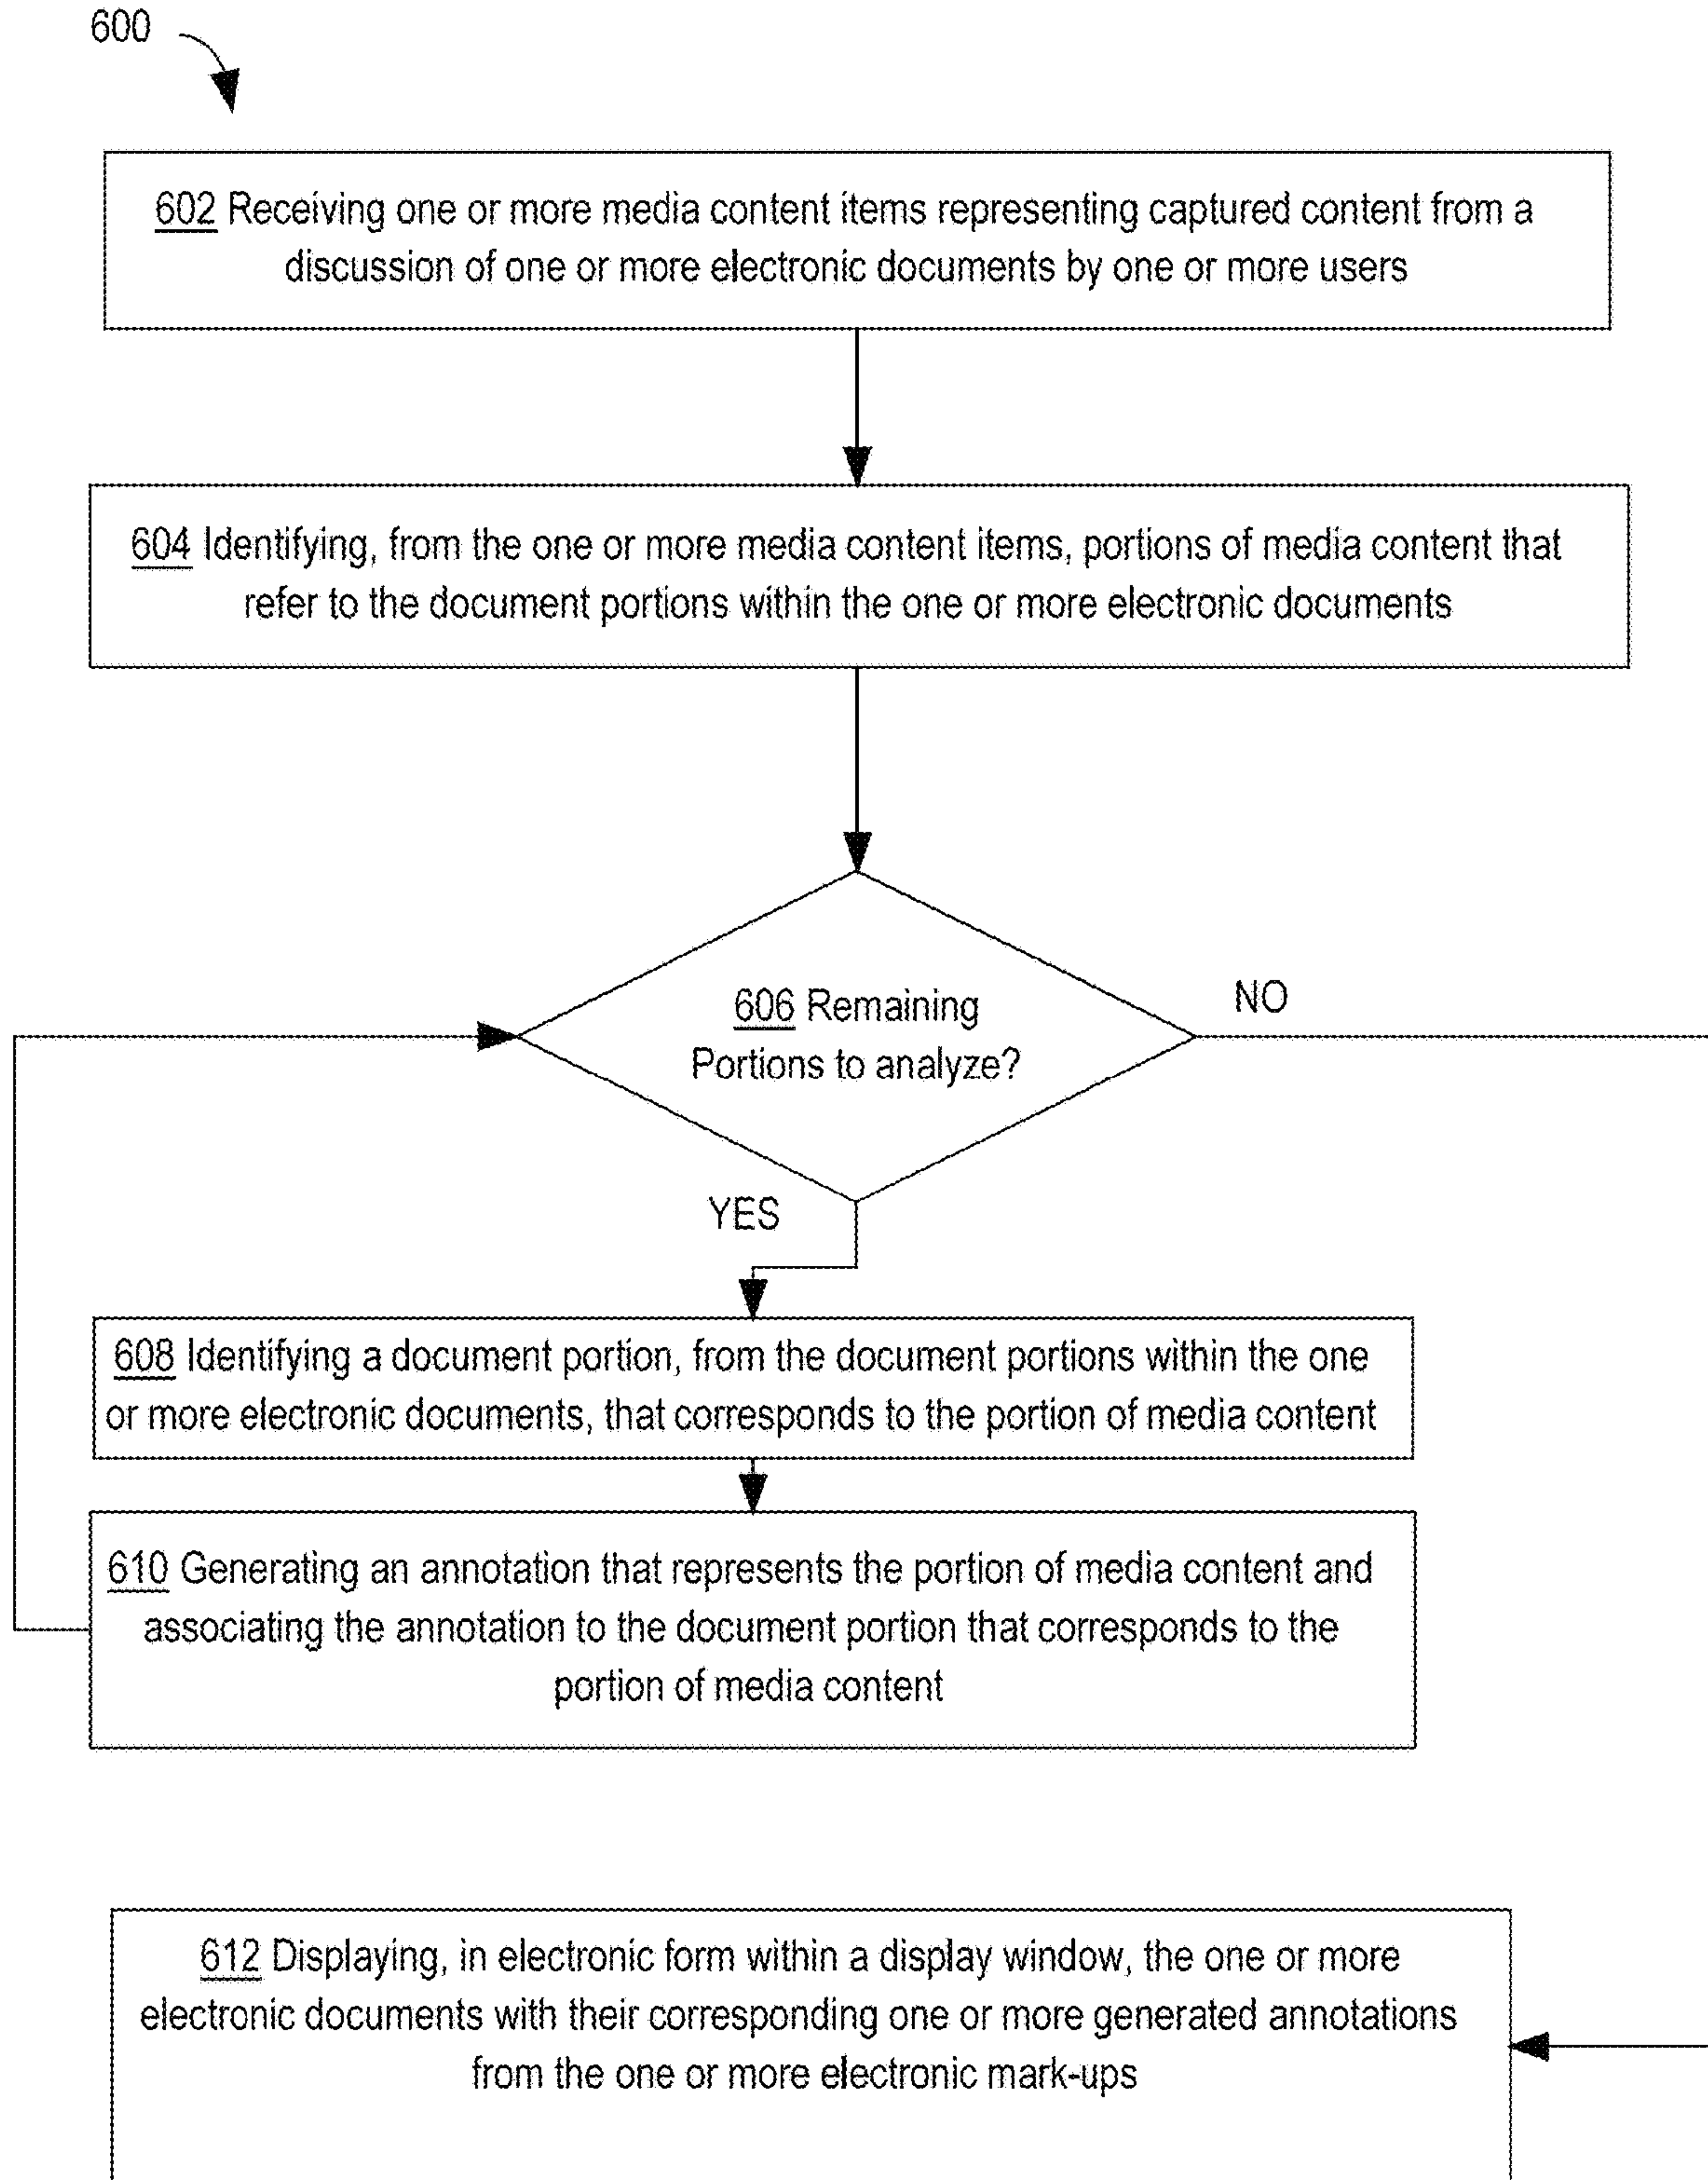 600
602 Receiving one or more media content items representing captured content from a
discussion of one or more electronic documents by one or more users
604 Identifying, from the one or more media content items, portions of media content that
refer to the document portions within the one or more electronic documents
606 Remaining
Portions to analyze?
NO
YES
608 Identifying a document portion, from the document portions within the one
or more electronic documents, that corresponds to the portion of media content
610 Generating an annotation that represents the portion of media content and
associating the annotation to the document portion that corresponds to the
portion of media content
612 Displaying, in electronic form within a display window, the one or more
electronic documents with their corresponding one or more generated annotations
from the one or more electronic mark-ups